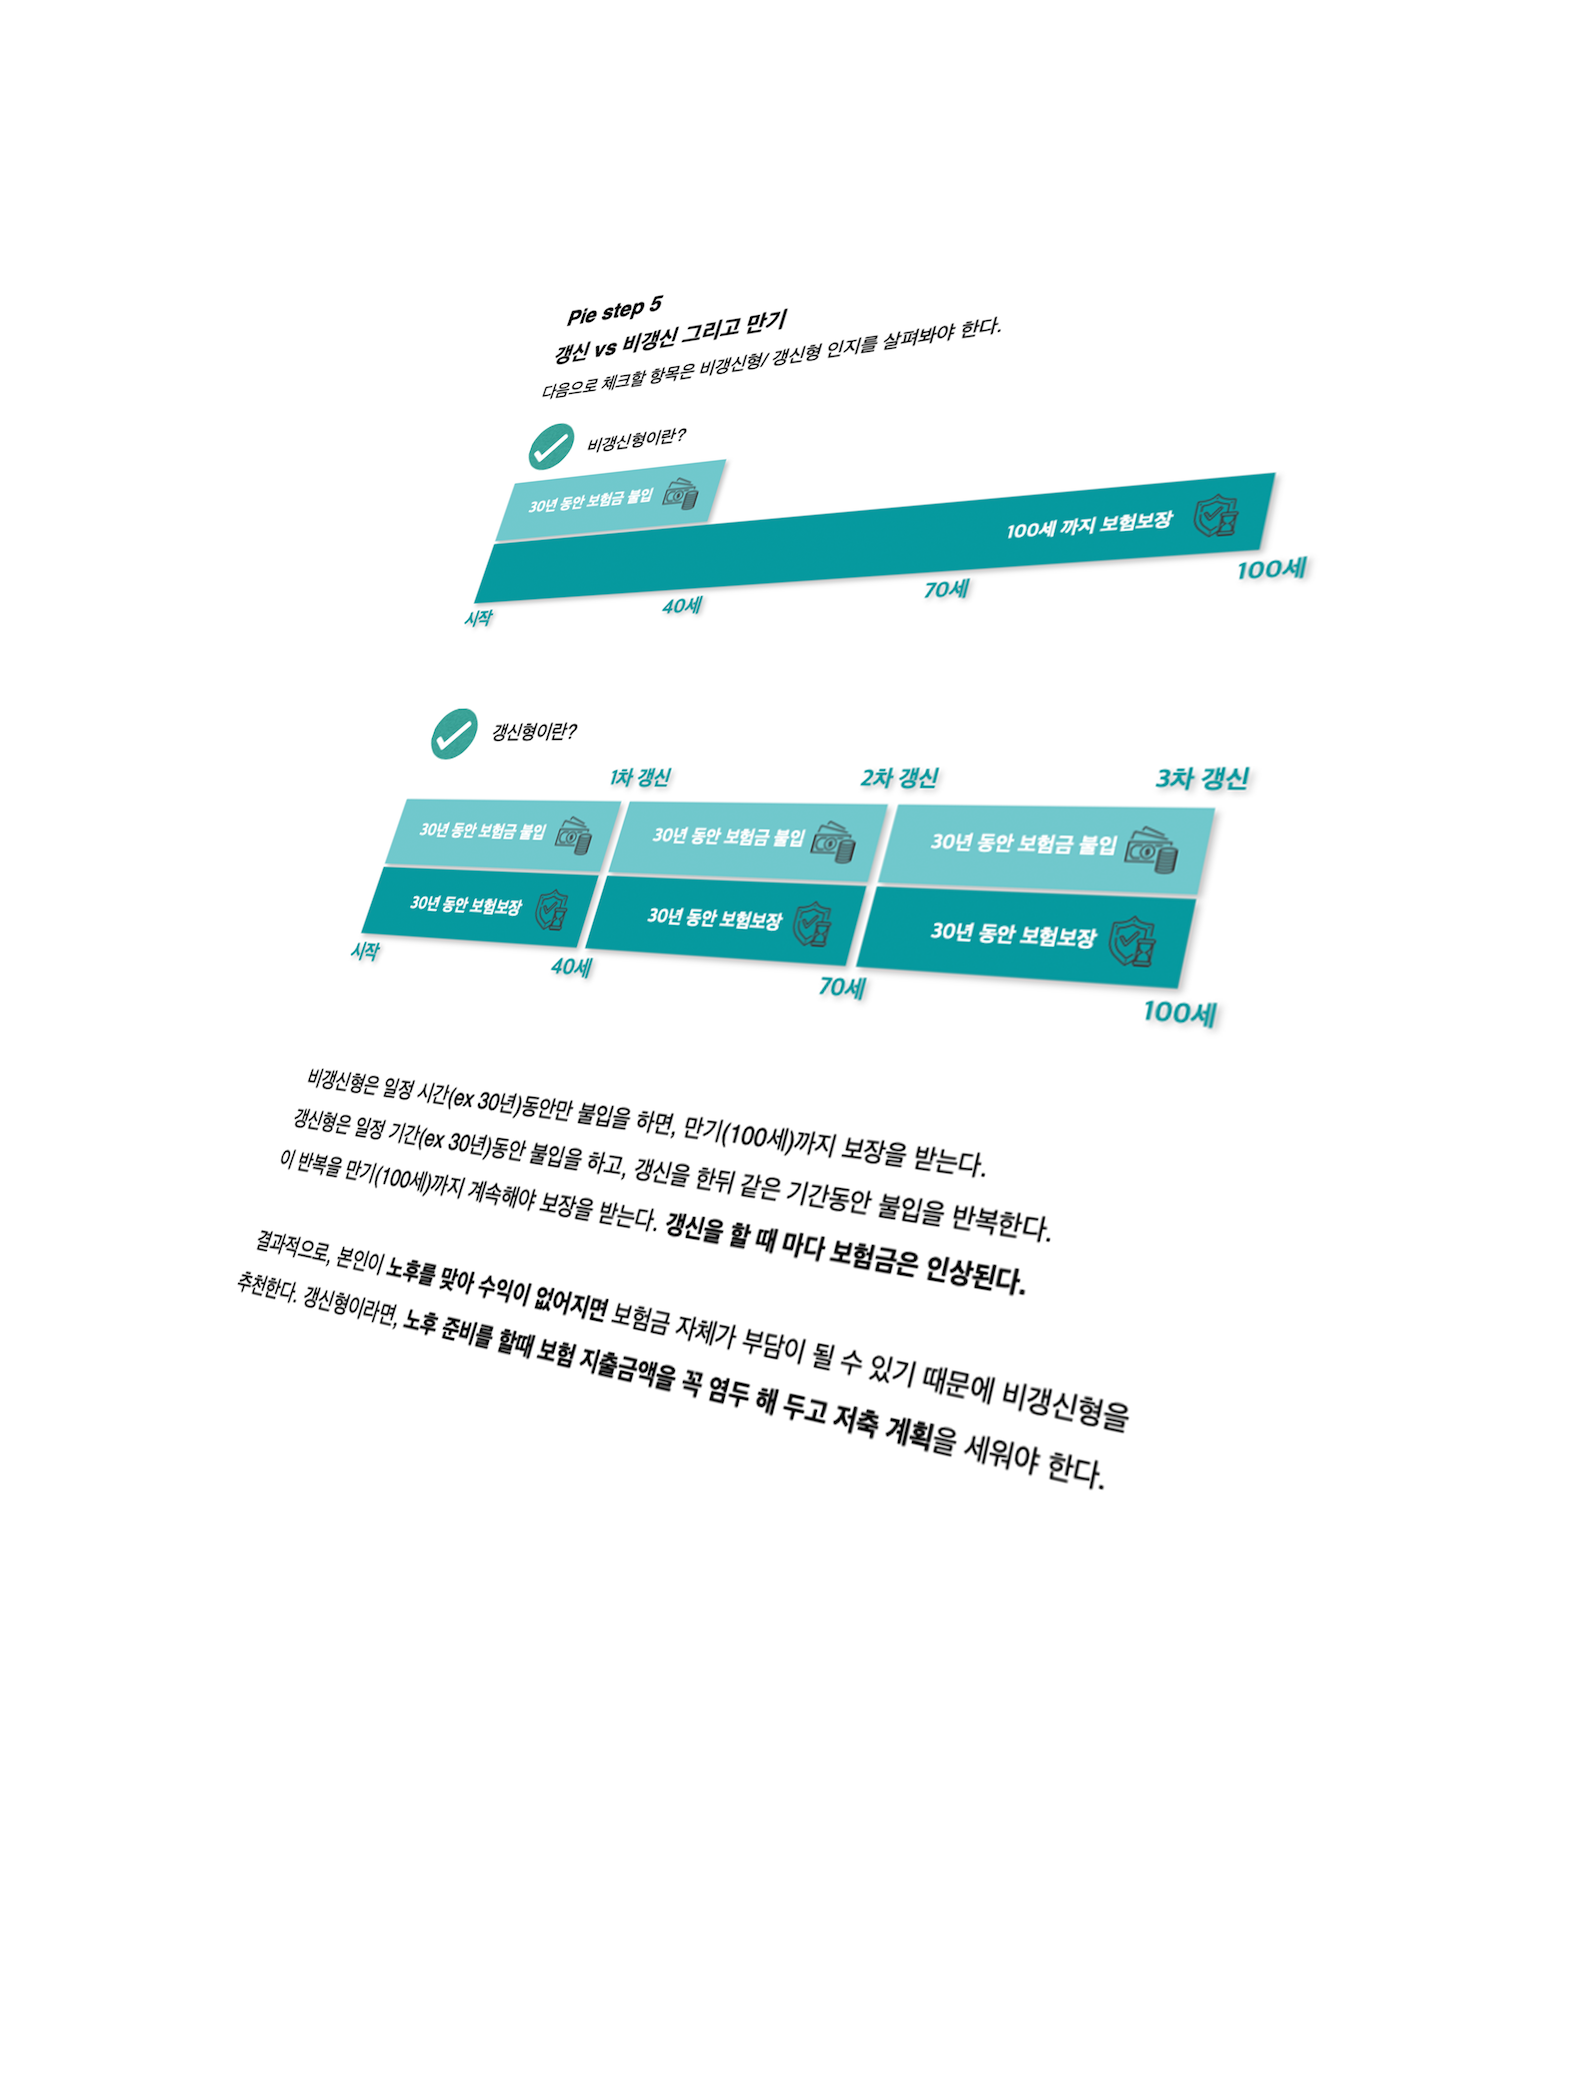 Pie step 5
갱신 vs 비갱신 그리고 만기
다음으로 체크할 항목은 비갱신형/ 갱신형 인지를 살펴봐야 한다.
비갱신형이란?
30년 동안 보험금 불입
100세 까지 보험보장
시작 40세 70세 100세
갱신형이란?
1차 갱신 2차 갱신 3차 갱신
30년 동안 보험금 불입 30년 동안 보험금 불입 30년 동안 보험금 불입
30년 동안 보험보장 30년 동안 보험보장 30년 동안 보험보장
시작 40세 70세 100세
비갱신형은 일정 시간(ex 30년)동안만 불입을 하면, 만기(100세)까지 보장을 받는다.
갱신형은 일정 기간(ex 30년)동안 불입을 하고, 갱신을 한뒤 같은 기간동안 불입을 반복한다.
이 반복을 만기(100세)까지 계속해야 보장을 받는다. 갱신을 할 때 마다 보험금은 인상된다.
결과적으로, 본인이 노후를 맞아 수익이 없어지면 보험금 자체가 부담이 될 수 있기 때문에 비갱신형을
추천한다. 갱신형이라면, 노후 준비를 할때 보험 지출금액을 꼭 염두 해 두고 저축 계획을 세워야 한다.